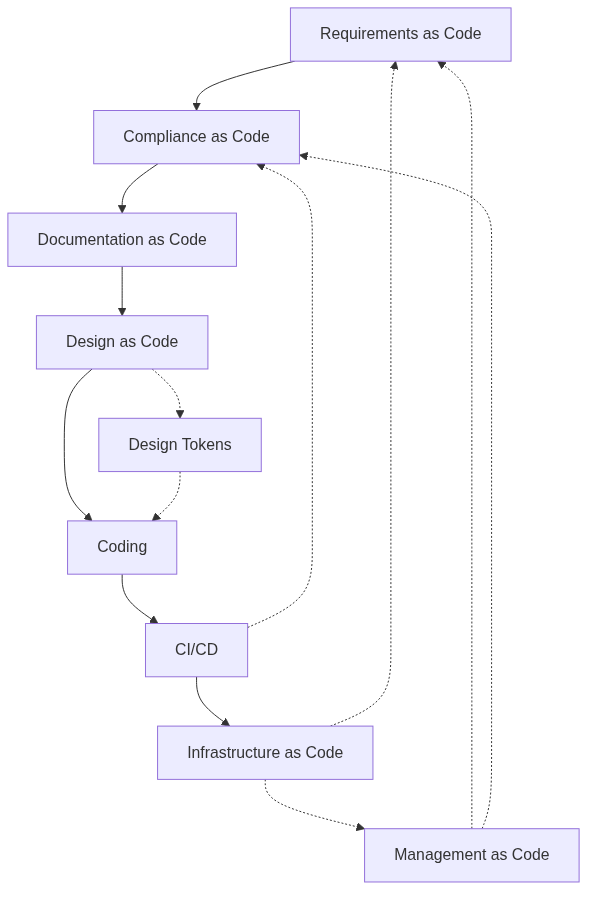 Requirements as Code
Compliance as Code
Documentation as Code
Design as Code
Design Tokens
Coding
CI/CD
Infrastructure as Code
Management as Code